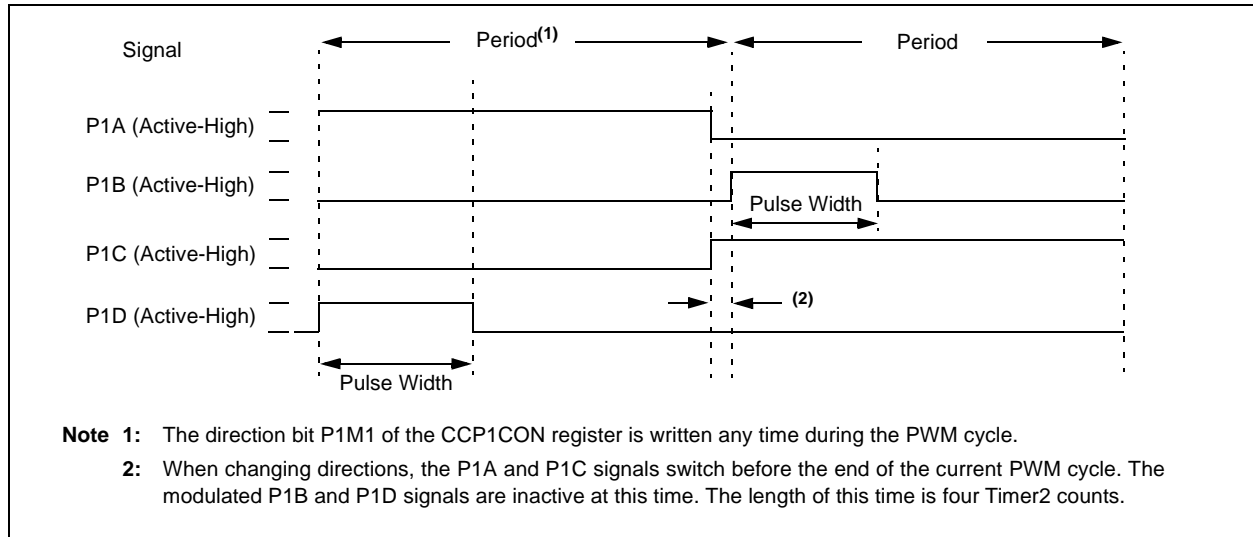 Signal
Period(1)
Period
P1A (Active-High)
P1B (Active-High)
Pulse Width
P1C (Active-High)
(2)
P1D (Active-High)
Pulse Width
Note 1: The direction bit P1M1 of the CCP1CON register is written any time during the PWM cycle.
2: When changing directions, the P1A and P1C signals switch before the end of the current PWM cycle. The
modulated P1B and P1D signals are inactive at this time. The length of this time is four Timer2 counts.